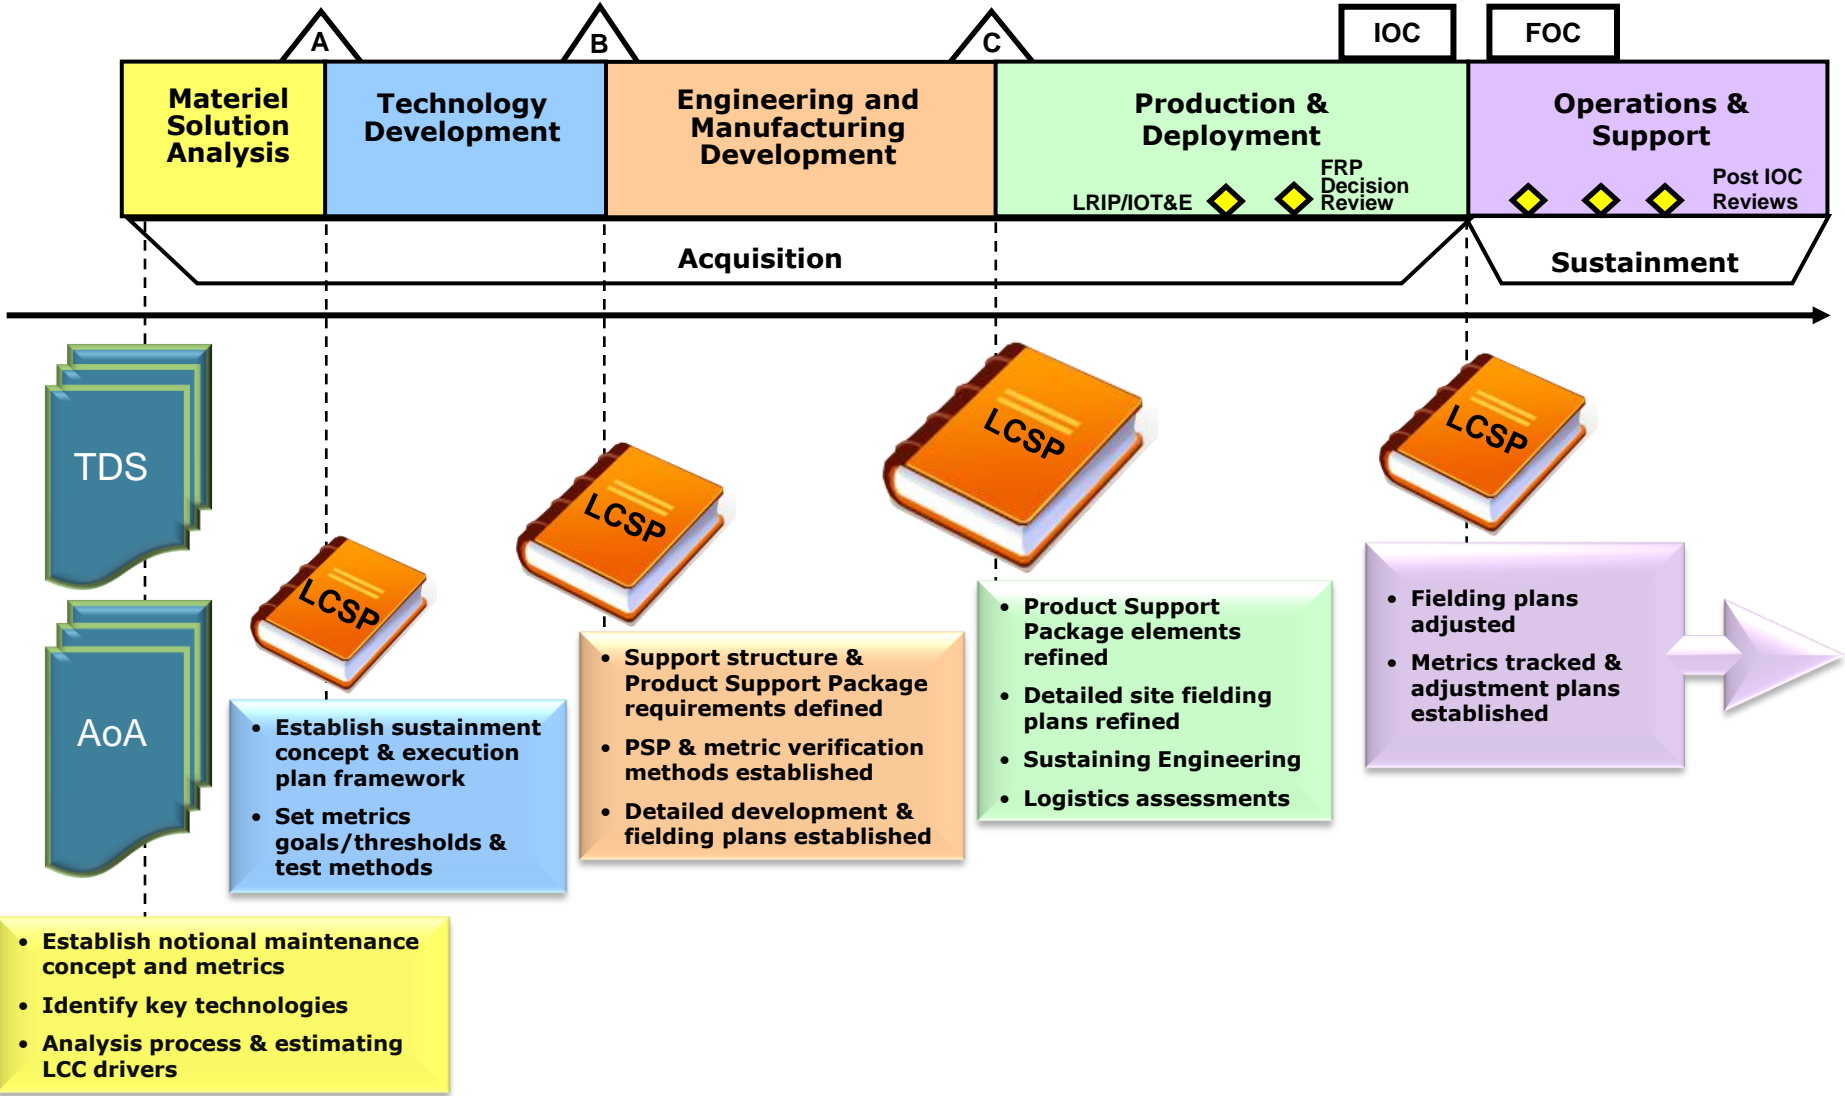 A
B
C
IOC
FOC
Materiel
Solution
Analysis
Technology
Development
Engineering and
Manufacturing
Development
Production &
Deployment
LRIP/IOT&E
FRP
Decision
Review
Operations &
Support
Post IOC
Reviews
Acquisition
Sustainment
TDS
AoA
LCSP
LCSP
LCSP
LCSP
• Establish notional maintenance
concept and metrics
• Identify key technologies
• Analysis process & estimating
LCC drivers
• Establish sustainment
concept & execution
plan framework
• Set metrics
goals/thresholds &
test methods
• Support structure &
Product Support Package
requirements defined
• PSP & metric verification
methods established
• Detailed development &
fielding plans established
• Product Support
Package elements
refined
• Detailed site fielding
plans refined
• Sustaining Engineering
• Logistics assessments
• Fielding plans
adjusted
• Metrics tracked &
adjustment plans
established